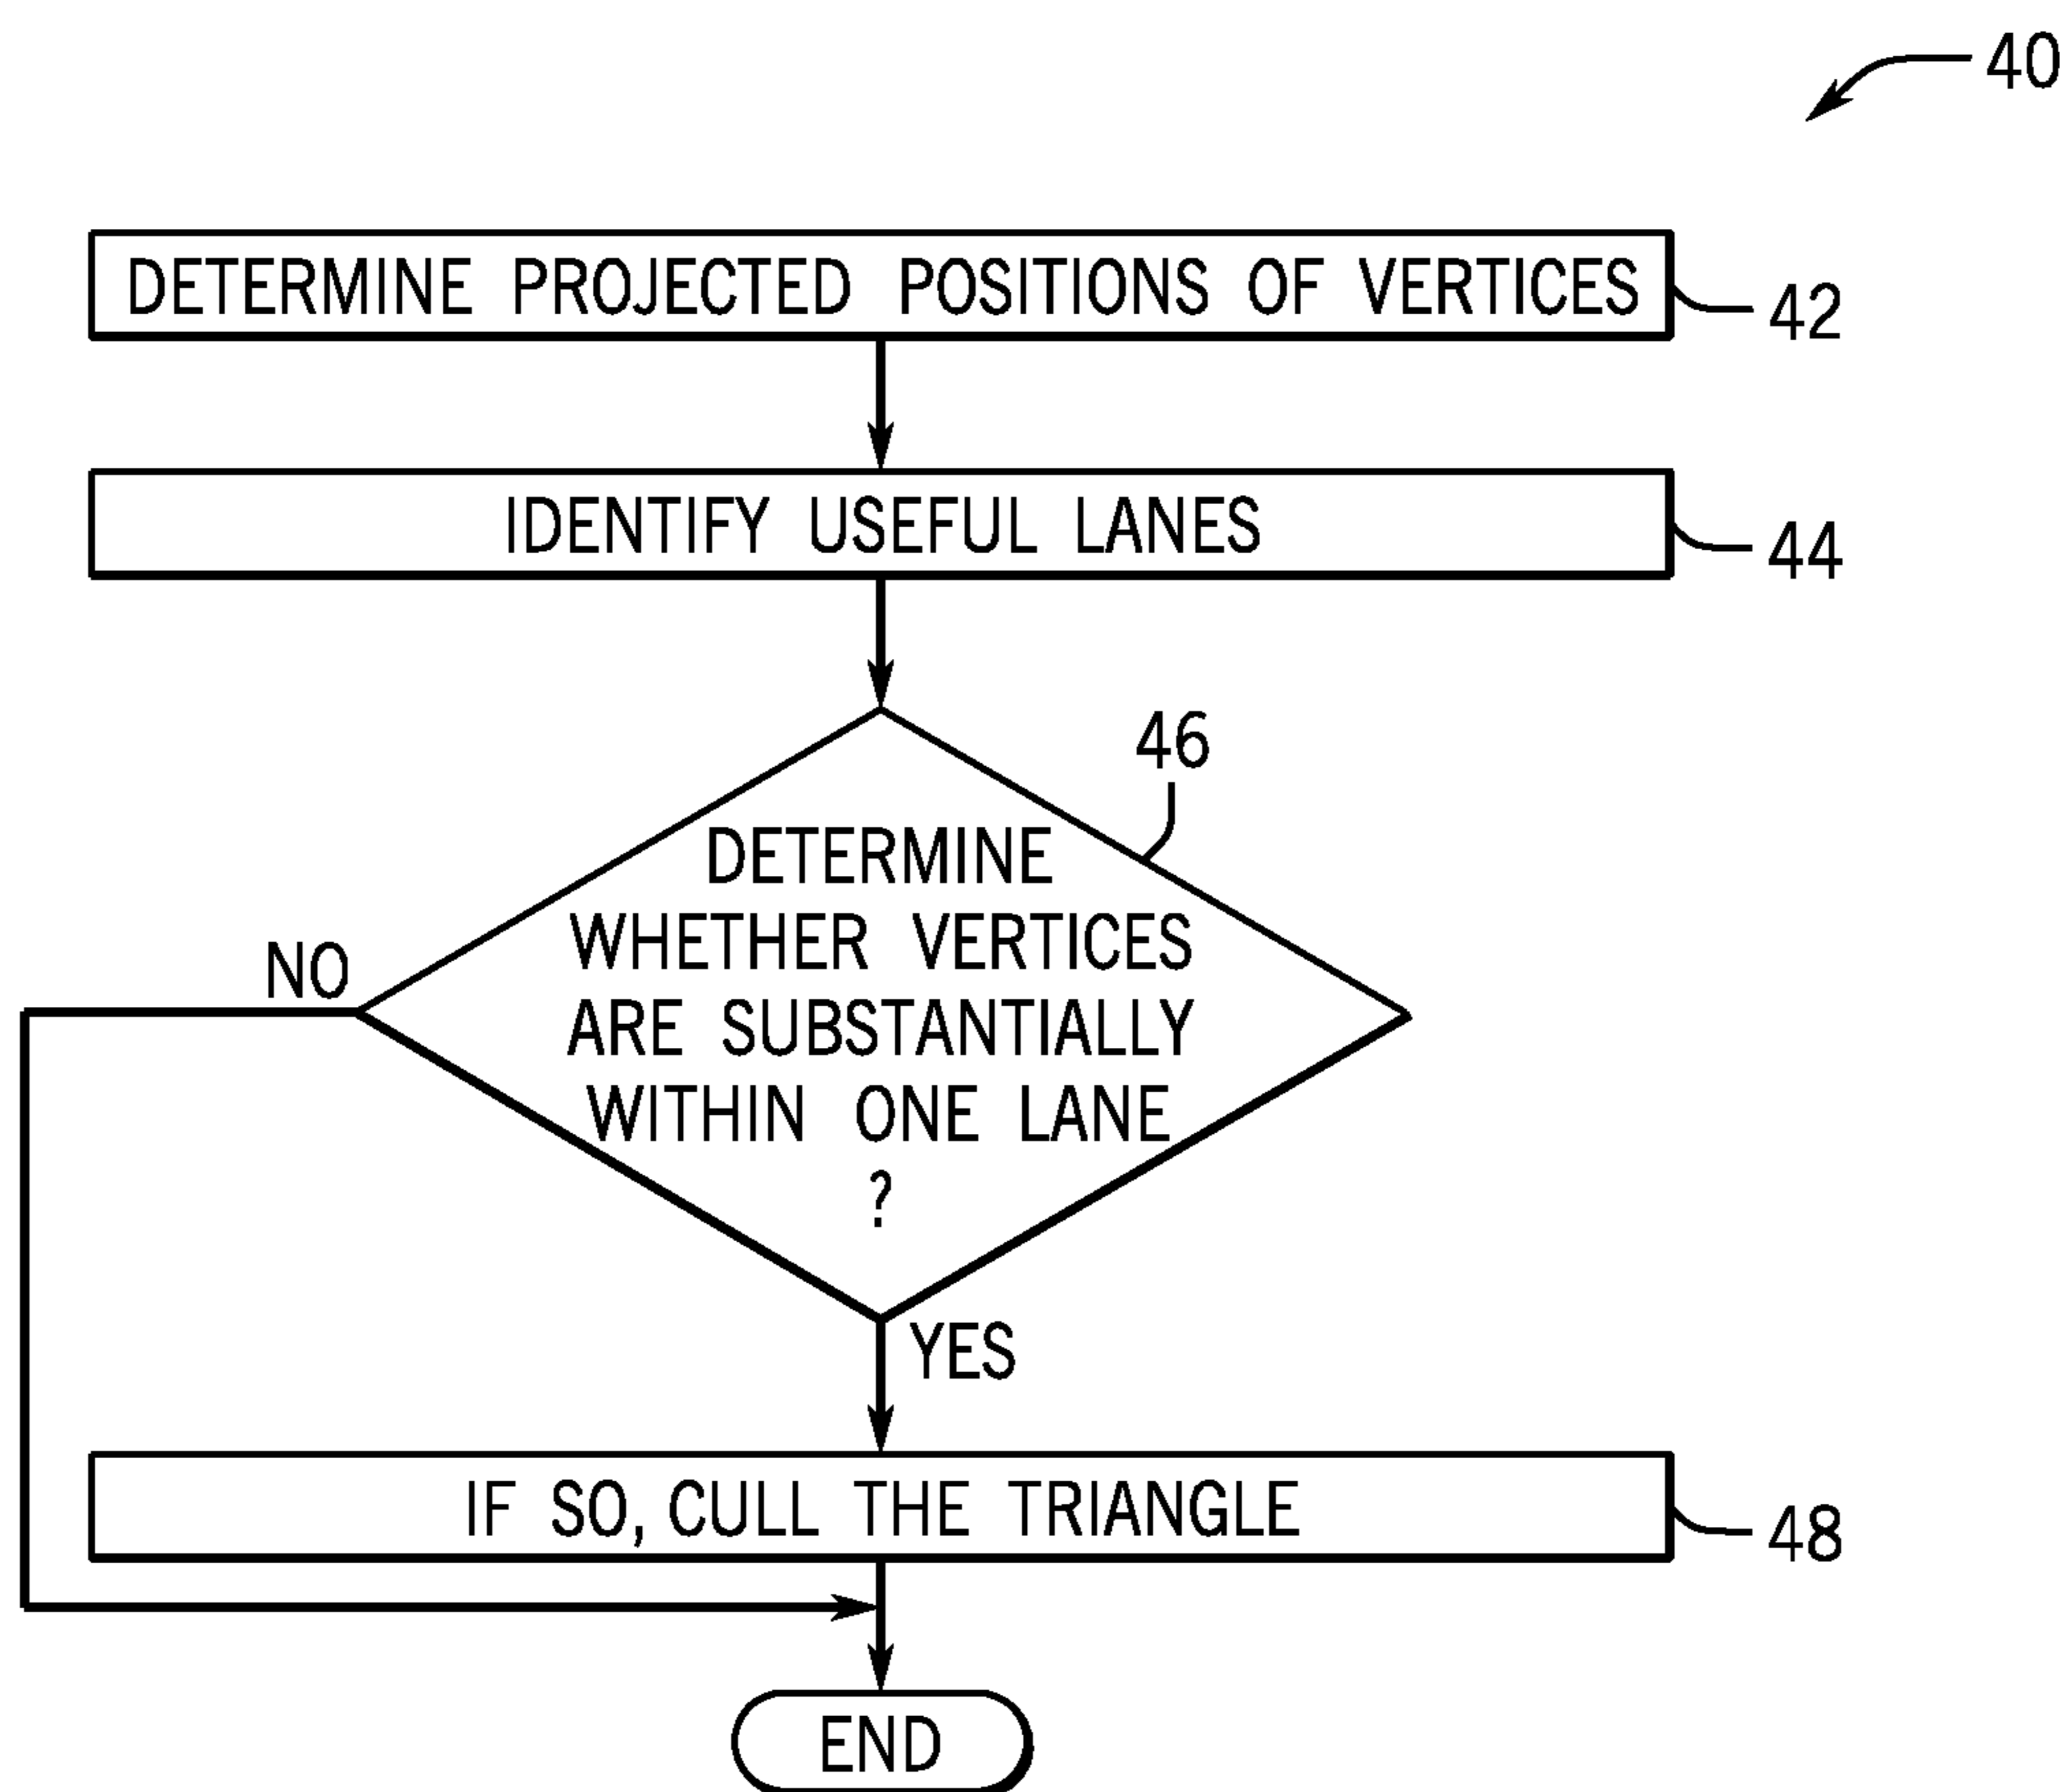 40
DETERMINE PROJECTED POSITIONS OF VERTICES
42
IDENTIFY USEFUL LANES
44
46
DETERMINE
WHETHER VERTICES
ARE SUBSTANTIALLY
WITHIN ONE LANE
?
NO
YES
IF SO, CULL THE TRIANGLE
48
END